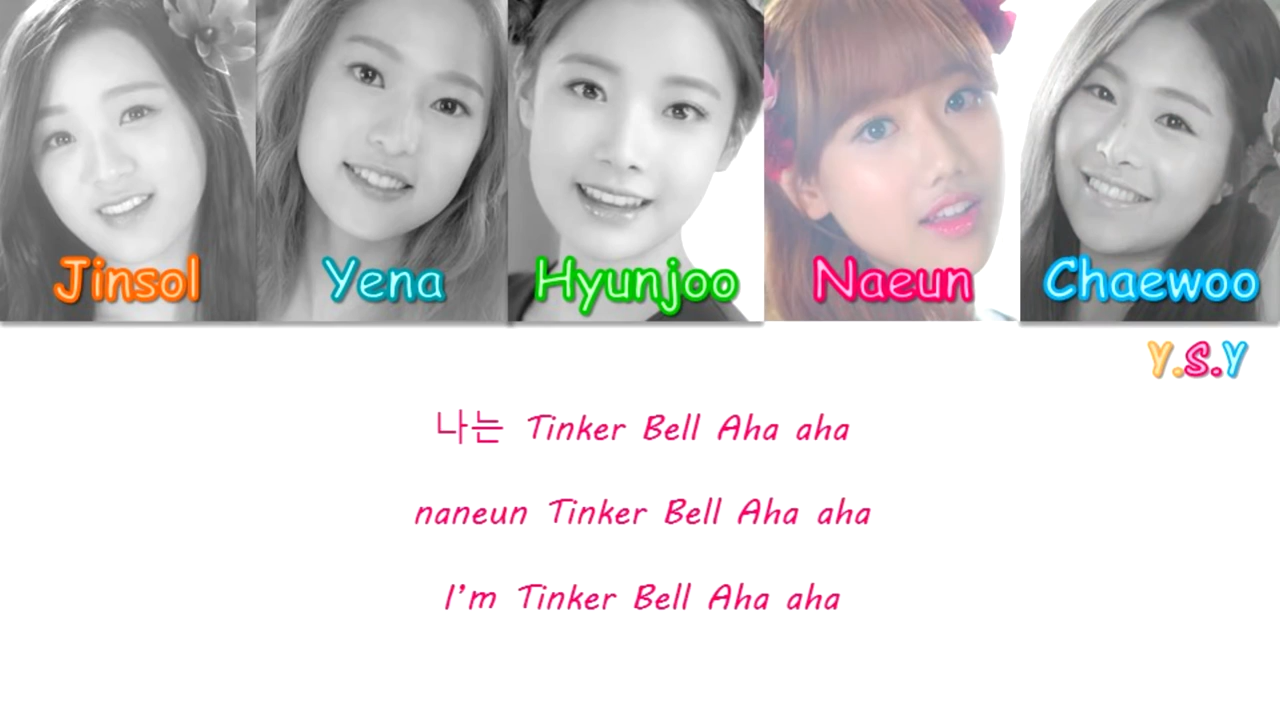 Jinsol Yena Hyunjoo Naeun Chaewoo
Y.S.Y
나는 Tinker Bell Aha aha
naneun Tinker Bell Aha aha
I'm Tinker Bell Aha aha